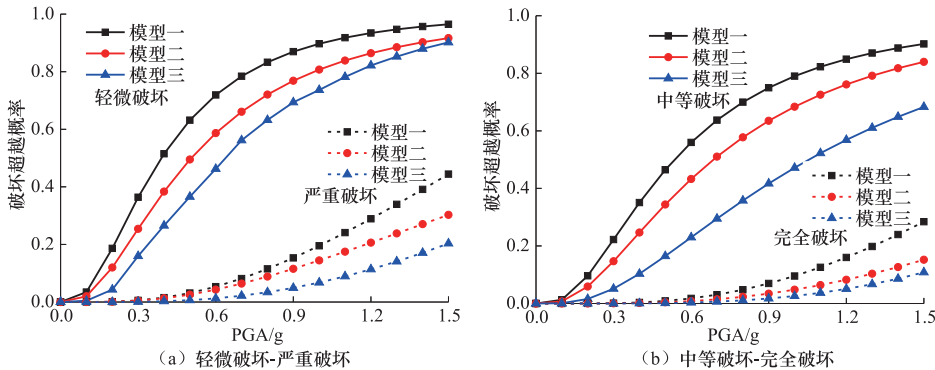 破坏超越概率
1.0
0.8
0.6
0.4
0.2
0.0
模型一
模型二
模型三
轻微破坏
模型一
模型二
模型三
严重破坏
0.0 0.3 0.6 0.9 1.2 1.5
PGA/g
(a) 轻微破坏-严重破坏
破坏超越概率
1.0
0.8
0.6
0.4
0.2
0.0
模型一
模型二
模型三
中等破坏
模型一
模型二
模型三
完全破坏
0.0 0.3 0.6 0.9 1.2 1.5
PGA/g
(b) 中等破坏-完全破坏